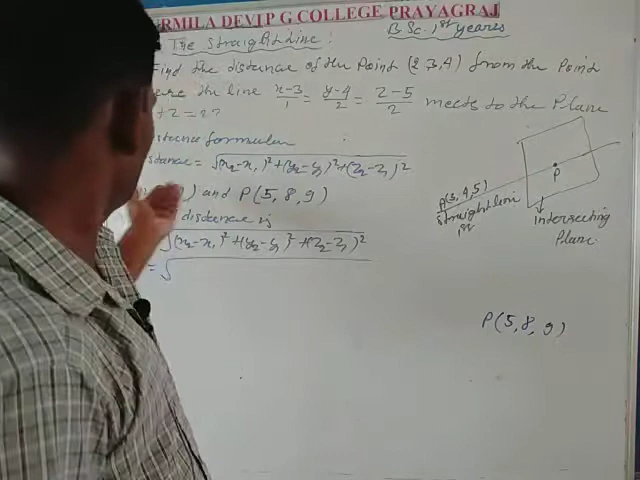 RMILA DEVI P G COLLEGE PRAYAGRAJ
B.Sc. 1st years
The Straight Line:
Find the distance of the Point (2,3,4) from the Point
the line x-3/1 = y-4/2 = z-5/2 meets to the Plane
+z=22
formula
= √(x₂-x₁)²+(y₂-y₁)²+(z₂-z₁)²
) and P(5,8,9)
distance is
√(x₂-x₁)²+(y₂-y₁)²+(z₂-z₁)²
= √
P
A(3,4,5)
straight line
Intersecting
Plane.
P(5,8,9)